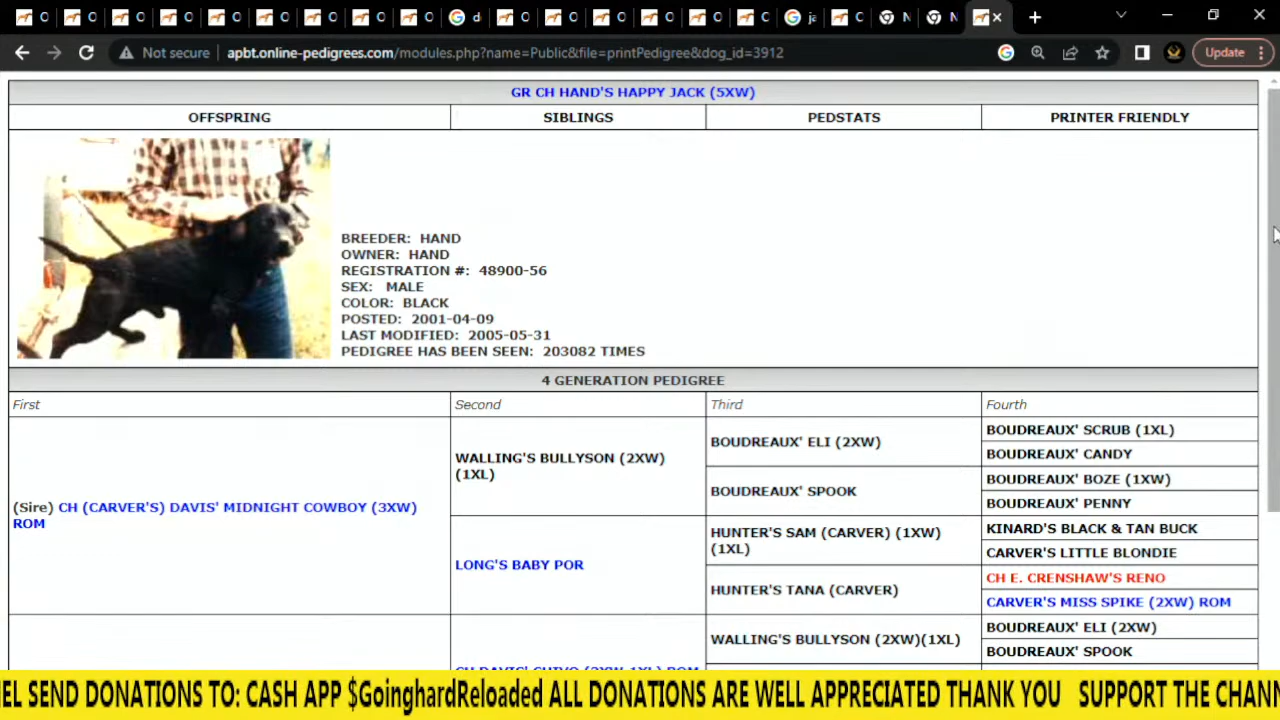 O O O O O O O O O d O O O O O C ja O N N
Not secure apbt.online-pedigrees.com/modules.php?name=Public&file=printPedigree&dog_id=3912 Update
GR CH HAND'S HAPPY JACK (5XW)
OFFSPRING SIBLINGS PEDSTATS PRINTER FRIENDLY
BREEDER: HAND
OWNER: HAND
REGISTRATION #: 48900-56
SEX: MALE
COLOR: BLACK
POSTED: 2001-04-09
LAST MODIFIED: 2005-05-31
PEDIGREE HAS BEEN SEEN: 203082 TIMES
4 GENERATION PEDIGREE
First Second Third Fourth
(Sire) CH (CARVER'S) DAVIS' MIDNIGHT COWBOY (3XW)
ROM
WALLING'S BULLYSON (2XW)
(1XL)
LONG'S BABY POR
BOUDREAUX' ELI (2XW)
BOUDREAUX' SPOOK
HUNTER'S SAM (CARVER) (1XW)
(1XL)
HUNTER'S TANA (CARVER)
WALLING'S BULLYSON (2XW)(1XL)
BOUDREAUX' SCRUB (1XL)
BOUDREAUX' CANDY
BOUDREAUX' BOZE (1XW)
BOUDREAUX' PENNY
KINARD'S BLACK & TAN BUCK
CARVER'S LITTLE BLONDIE
CH E. CRENSHAW'S RENO
CARVER'S MISS SPIKE (2XW) ROM
BOUDREAUX' ELI (2XW)
BOUDREAUX' SPOOK
NEL SEND DONATIONS TO: CASH APP $GoinghardReloaded ALL DONATIONS ARE WELL APPRECIATED THANK YOU SUPPORT THE CHANN